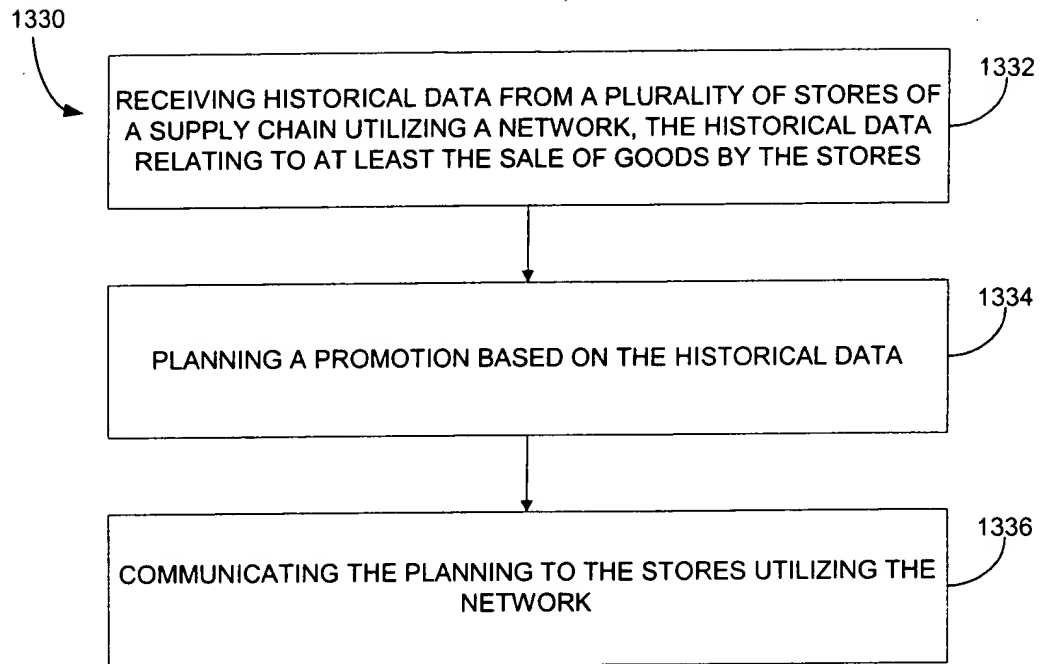 1330
1332
RECEIVING HISTORICAL DATA FROM A PLURALITY OF STORES OF
A SUPPLY CHAIN UTILIZING A NETWORK, THE HISTORICAL DATA
RELATING TO AT LEAST THE SALE OF GOODS BY THE STORES
1334
PLANNING A PROMOTION BASED ON THE HISTORICAL DATA
1336
COMMUNICATING THE PLANNING TO THE STORES UTILIZING THE
NETWORK